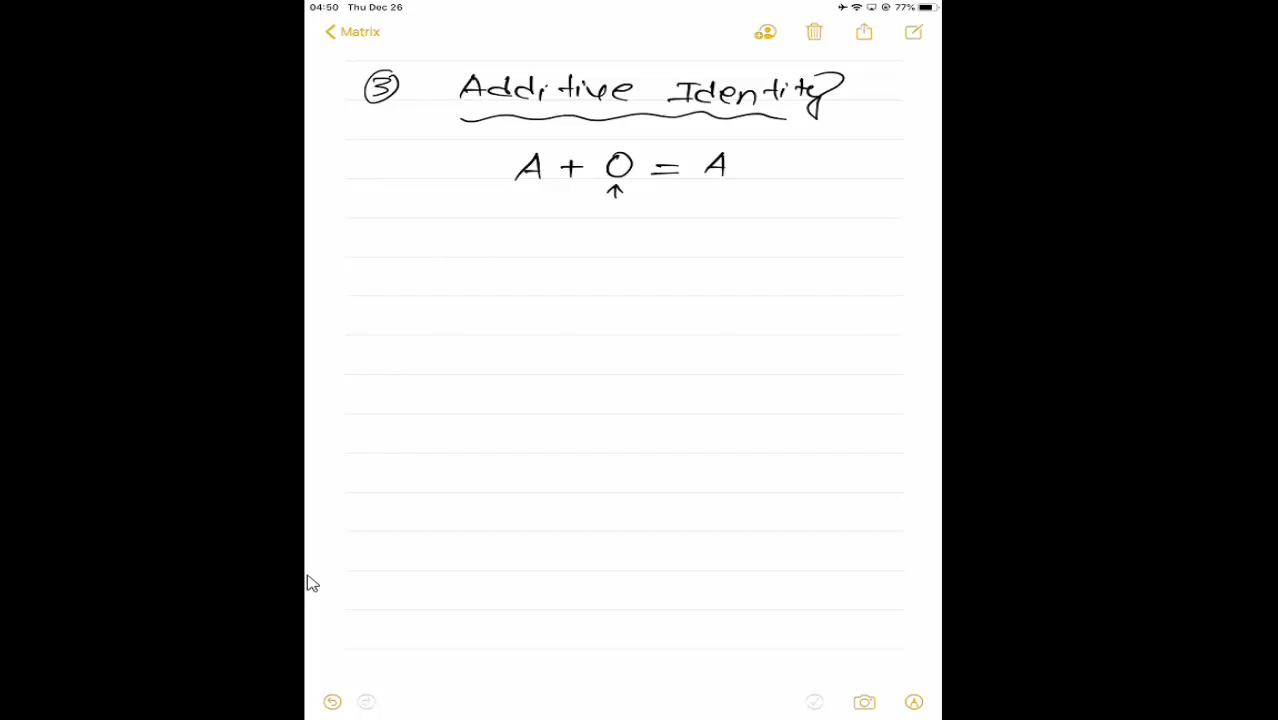 04:50 Thu Dec 26 77%
Matrix
③ Additive Identity
A + O = A
↑